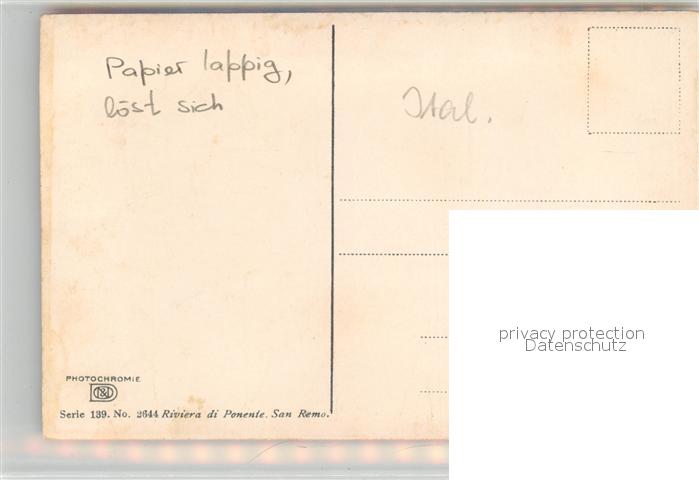 Papier lappig,
löst sich
Ital.
PHOTOCHROMIE
Serie 139. No. 2644 Riviera di Ponente. San Remo.
privacy protection
Datenschutz